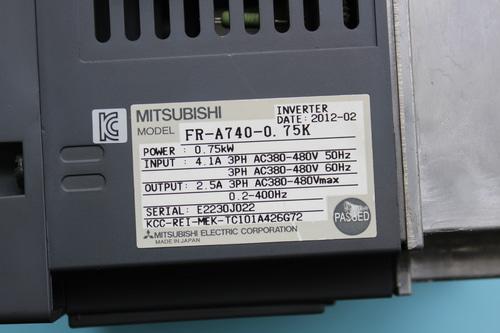 MITSUBISHI
INVERTER
DATE: 2012-02
MODEL FR-A740-0.75K
POWER : 0.75kW
INPUT : 4.1A 3PH AC380-480V 50Hz
3PH AC380-480V 60Hz
OUTPUT: 2.5A 3PH AC380-480Vmax
0.2-400Hz
SERIAL: E2230J022
KCC-REI-MEK-TC101A426G72
MITSUBISHI ELECTRIC CORPORATION
MADE IN JAPAN
PASSED